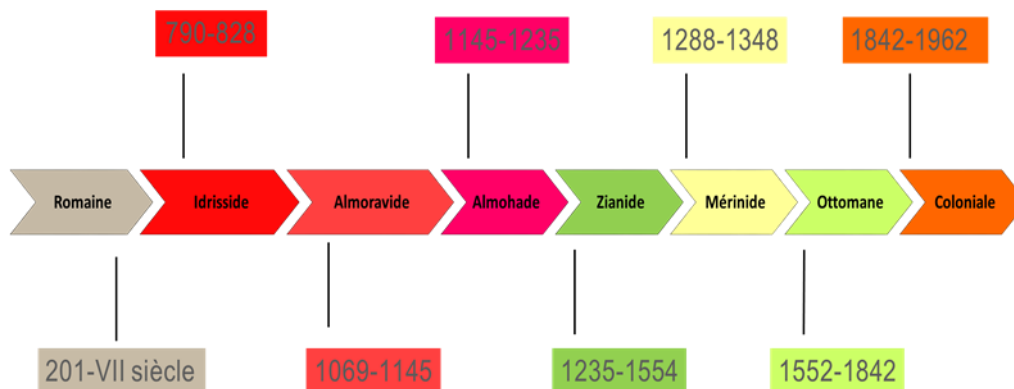 790-828
1145-1235
1288-1348
1842-1962
Romaine
Idrisside
Almoravide
Almohade
Zianide
Mérinide
Ottomane
Coloniale
201-VII siècle
1069-1145
1235-1554
1552-1842